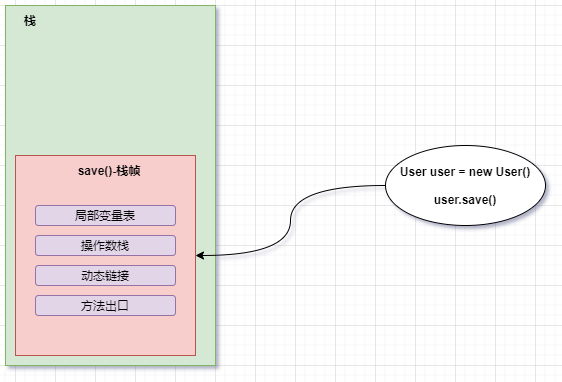 栈
save()-栈帧
局部变量表
操作数栈
动态链接
方法出口
User user = new User()
user.save()